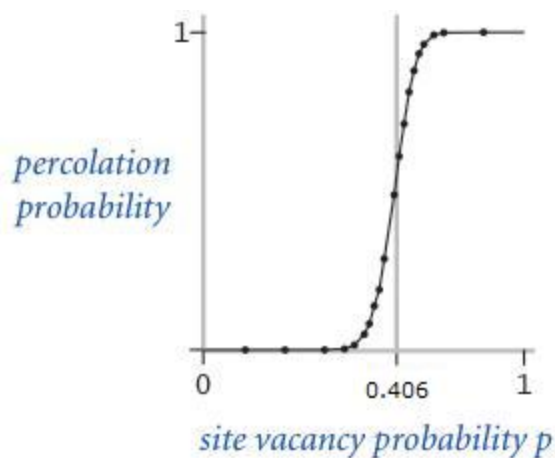 1
percolation
probability
0
0.406
1
site vacancy probability p